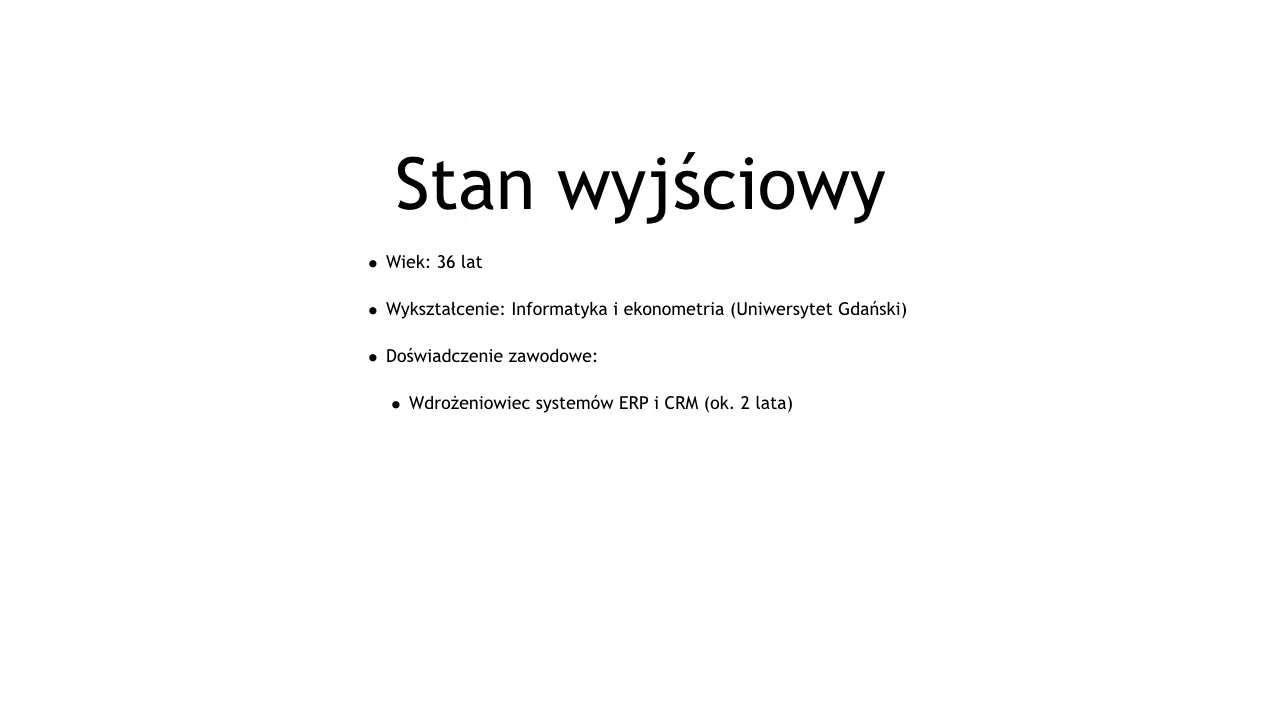 Stan wyjściowy
• Wiek: 36 lat
• Wykształcenie: Informatyka i ekonometria (Uniwersytet Gdański)
• Doświadczenie zawodowe:
• Wdrożeniowiec systemów ERP i CRM (ok. 2 lata)